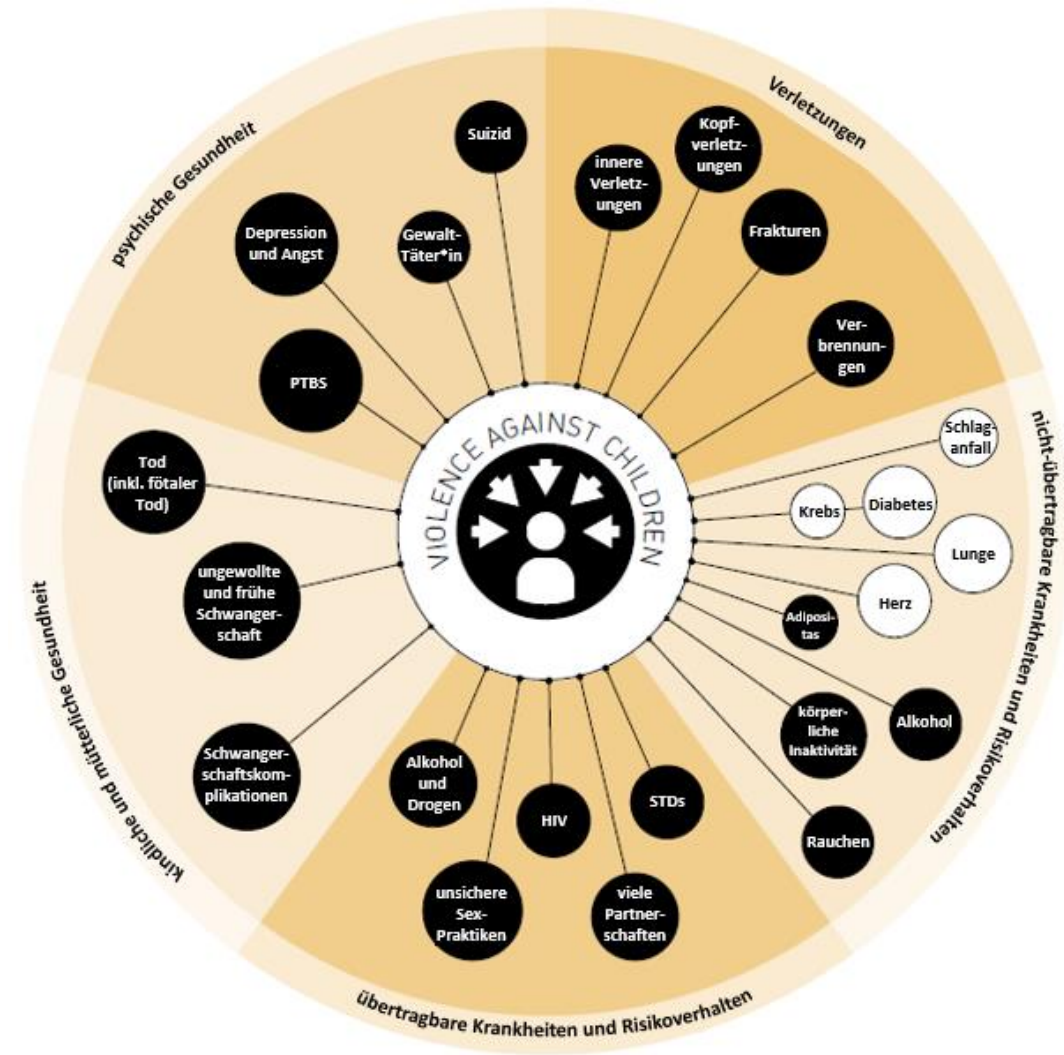 psychische Gesundheit
Suizid
Depression
und Angst
Gewalt-
Täter*in
PTBS
Verletzungen
innere
Verletz-
ungen
Kopf-
verletz-
ungen
Frakturen
Ver-
brennun-
gen
VIOLENCE AGAINST CHILDREN
nicht-übertragbare Krankheiten und Risikoverhalten
Schlag-
anfall
Krebs
Diabetes
Lunge
Herz
Adiposi-
tas
Alkohol
körper-
liche
Inaktivität
Rauchen
übertragbare Krankheiten und Risikoverhalten
STDs
viele
Partner-
schaften
HIV
unsichere
Sex-
Praktiken
Alkohol
und
Drogen
kindliche und mütterliche Gesundheit
Schwanger-
schaftskom-
plikationen
ungewollte
und frühe
Schwanger-
schaft
Tod
(inkl. fötaler
Tod)